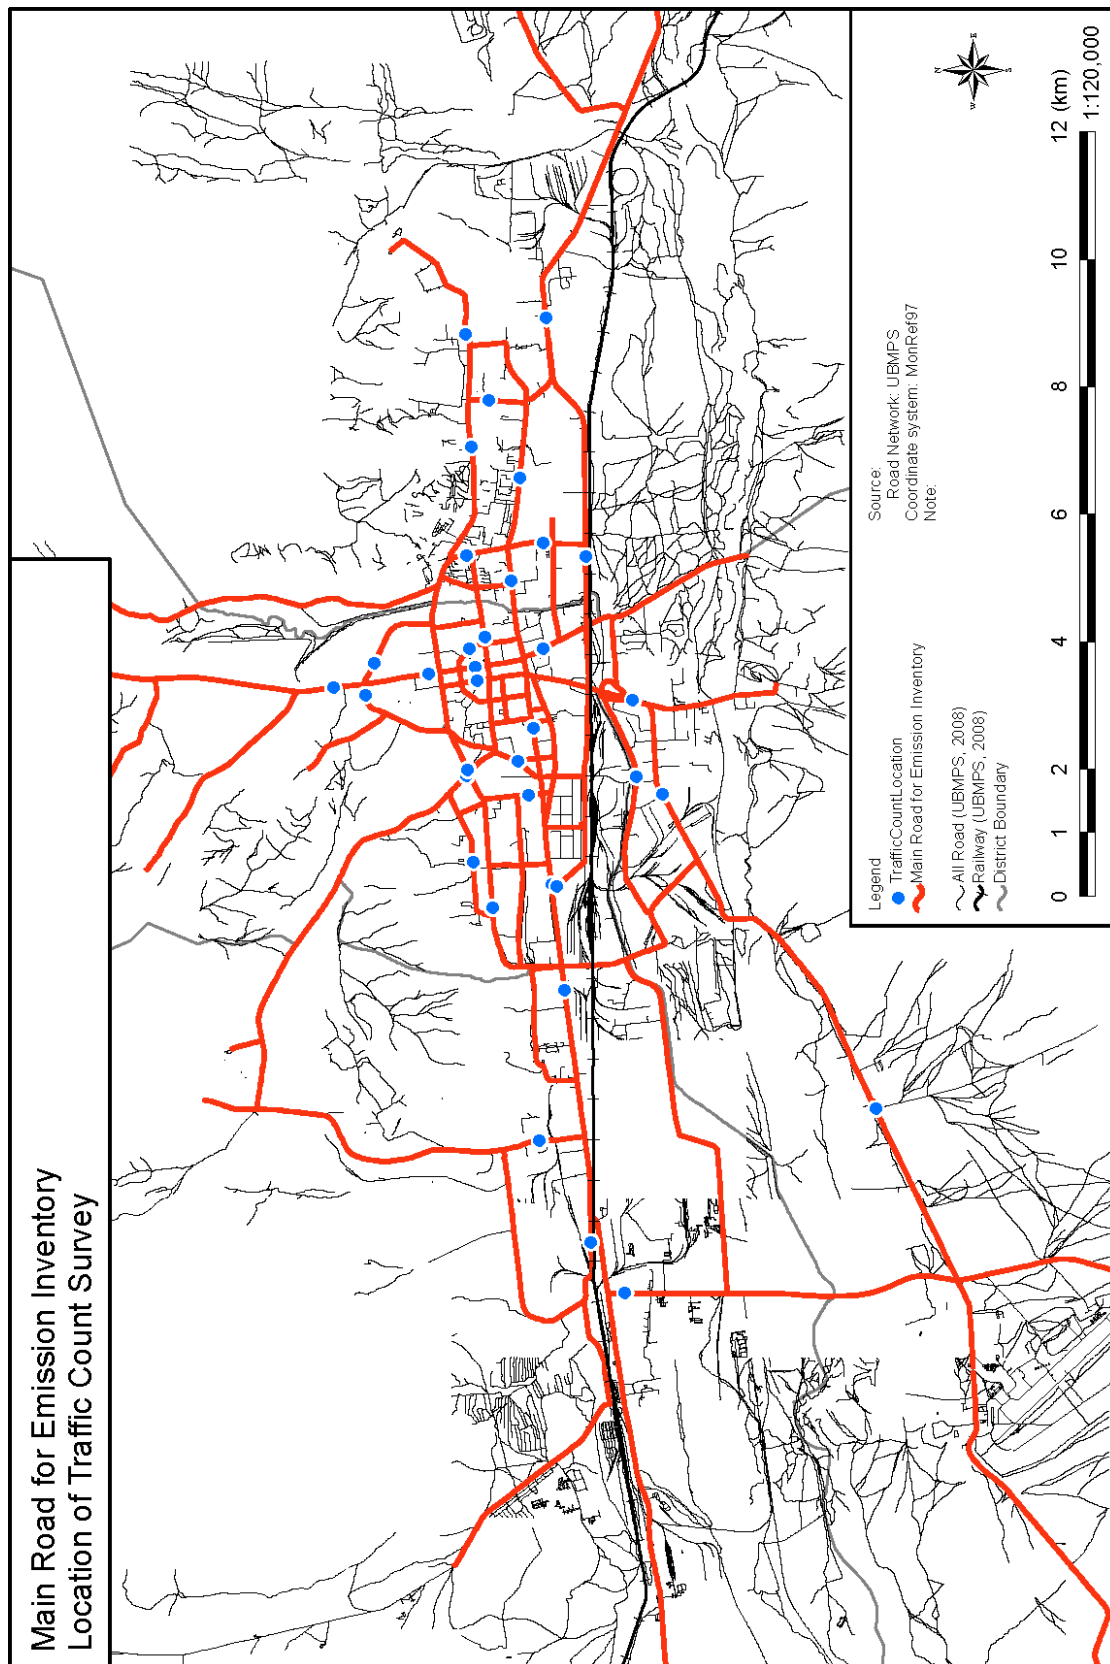 Main Road for Emission Inventory
Location of Traffic Count Survey
N
E
S
W
Legend
TrafficCountLocation
Main Road for Emission Inventory
All Road (UBMPS, 2008)
Railway (UBMPS, 2008)
District Boundary
Source:
Road Network: UBMPS
Coordinate system: MonRef97
Note:
0 1 2 4 6 8 10 12 (km)
1:120,000